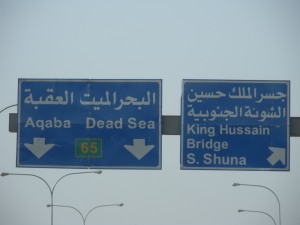 البحر الميت العقبة
Aqaba Dead Sea
65
جسر الملك حسين
الشونة الجنوبية
King Hussain
Bridge
S. Shuna